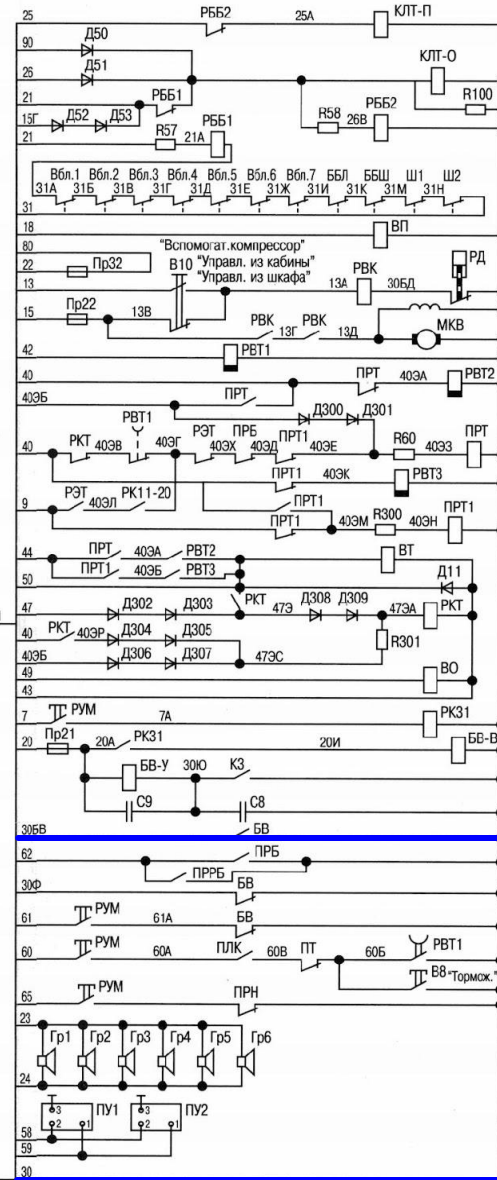 25 РББ2 25А КЛТ-П
90 Д50
26 Д51 КЛТ-О
21 РББ1 R100
15Г Д52 Д53 R58 26В РББ2
21 R57 21А РББ1
Вбл.1 Вбл.2 Вбл.3 Вбл.4 Вбл.5 Вбл.6 Вбл.7 ББЛ ББШ Ш1 Ш2
31А 31Б 31В 31Г 31Д 31Е 31Ж 31И 31К 31М 31Н
31
18 ВП
80 "Вспомогат.компрессор"
22 Пр32 В10 "Управл. из кабины" РД
"Управл. из шкафа"
13 13А РВК 30БД
15 Пр22 13В
РВК 13Г РВК 13Д МКВ
42 РВТ1
40 ПРТ 40ЭА РВТ2
40ЭБ ПРТ
Д300 Д301
40 РКТ 40ЭВ РВТ1 40ЭГ РЭТ 40ЭХ ПРБ 40ЭД ПРТ1 40ЭЕ R60 40ЭЗ ПРТ
ПРТ1 40ЭК РВТ3
9 РЭТ 40ЭЛ РК11-20 ПРТ1
ПРТ1 40ЭМ R300 40ЭН ПРТ1
44 ПРТ 40ЭА РВТ2 ВТ
50 ПРТ1 40ЭБ РВТ3 Д11
47 Д302 Д303 РКТ 47Э Д308 Д309 47ЭА РКТ
40 РКТ 40ЭР Д304 Д305 R301
40ЭБ Д306 Д307 47ЭС
49 ВО
43
7 РУМ 7А РК31
20 Пр21 20А РК31 20И БВ-В
БВ-У 30Ю К3
С9 С8
30БВ БВ
62 ПРБ
ПРРБ
30Ф БВ
61 РУМ 61А БВ
60 РУМ 60А ПЛК 60В ПТ 60Б РВТ1
В8 "Тормож."
65 РУМ ПРН
23
Гр1 Гр2 Гр3 Гр4 Гр5 Гр6
24
3 ПУ1 3 ПУ2
2 1 2 1
58
59
30